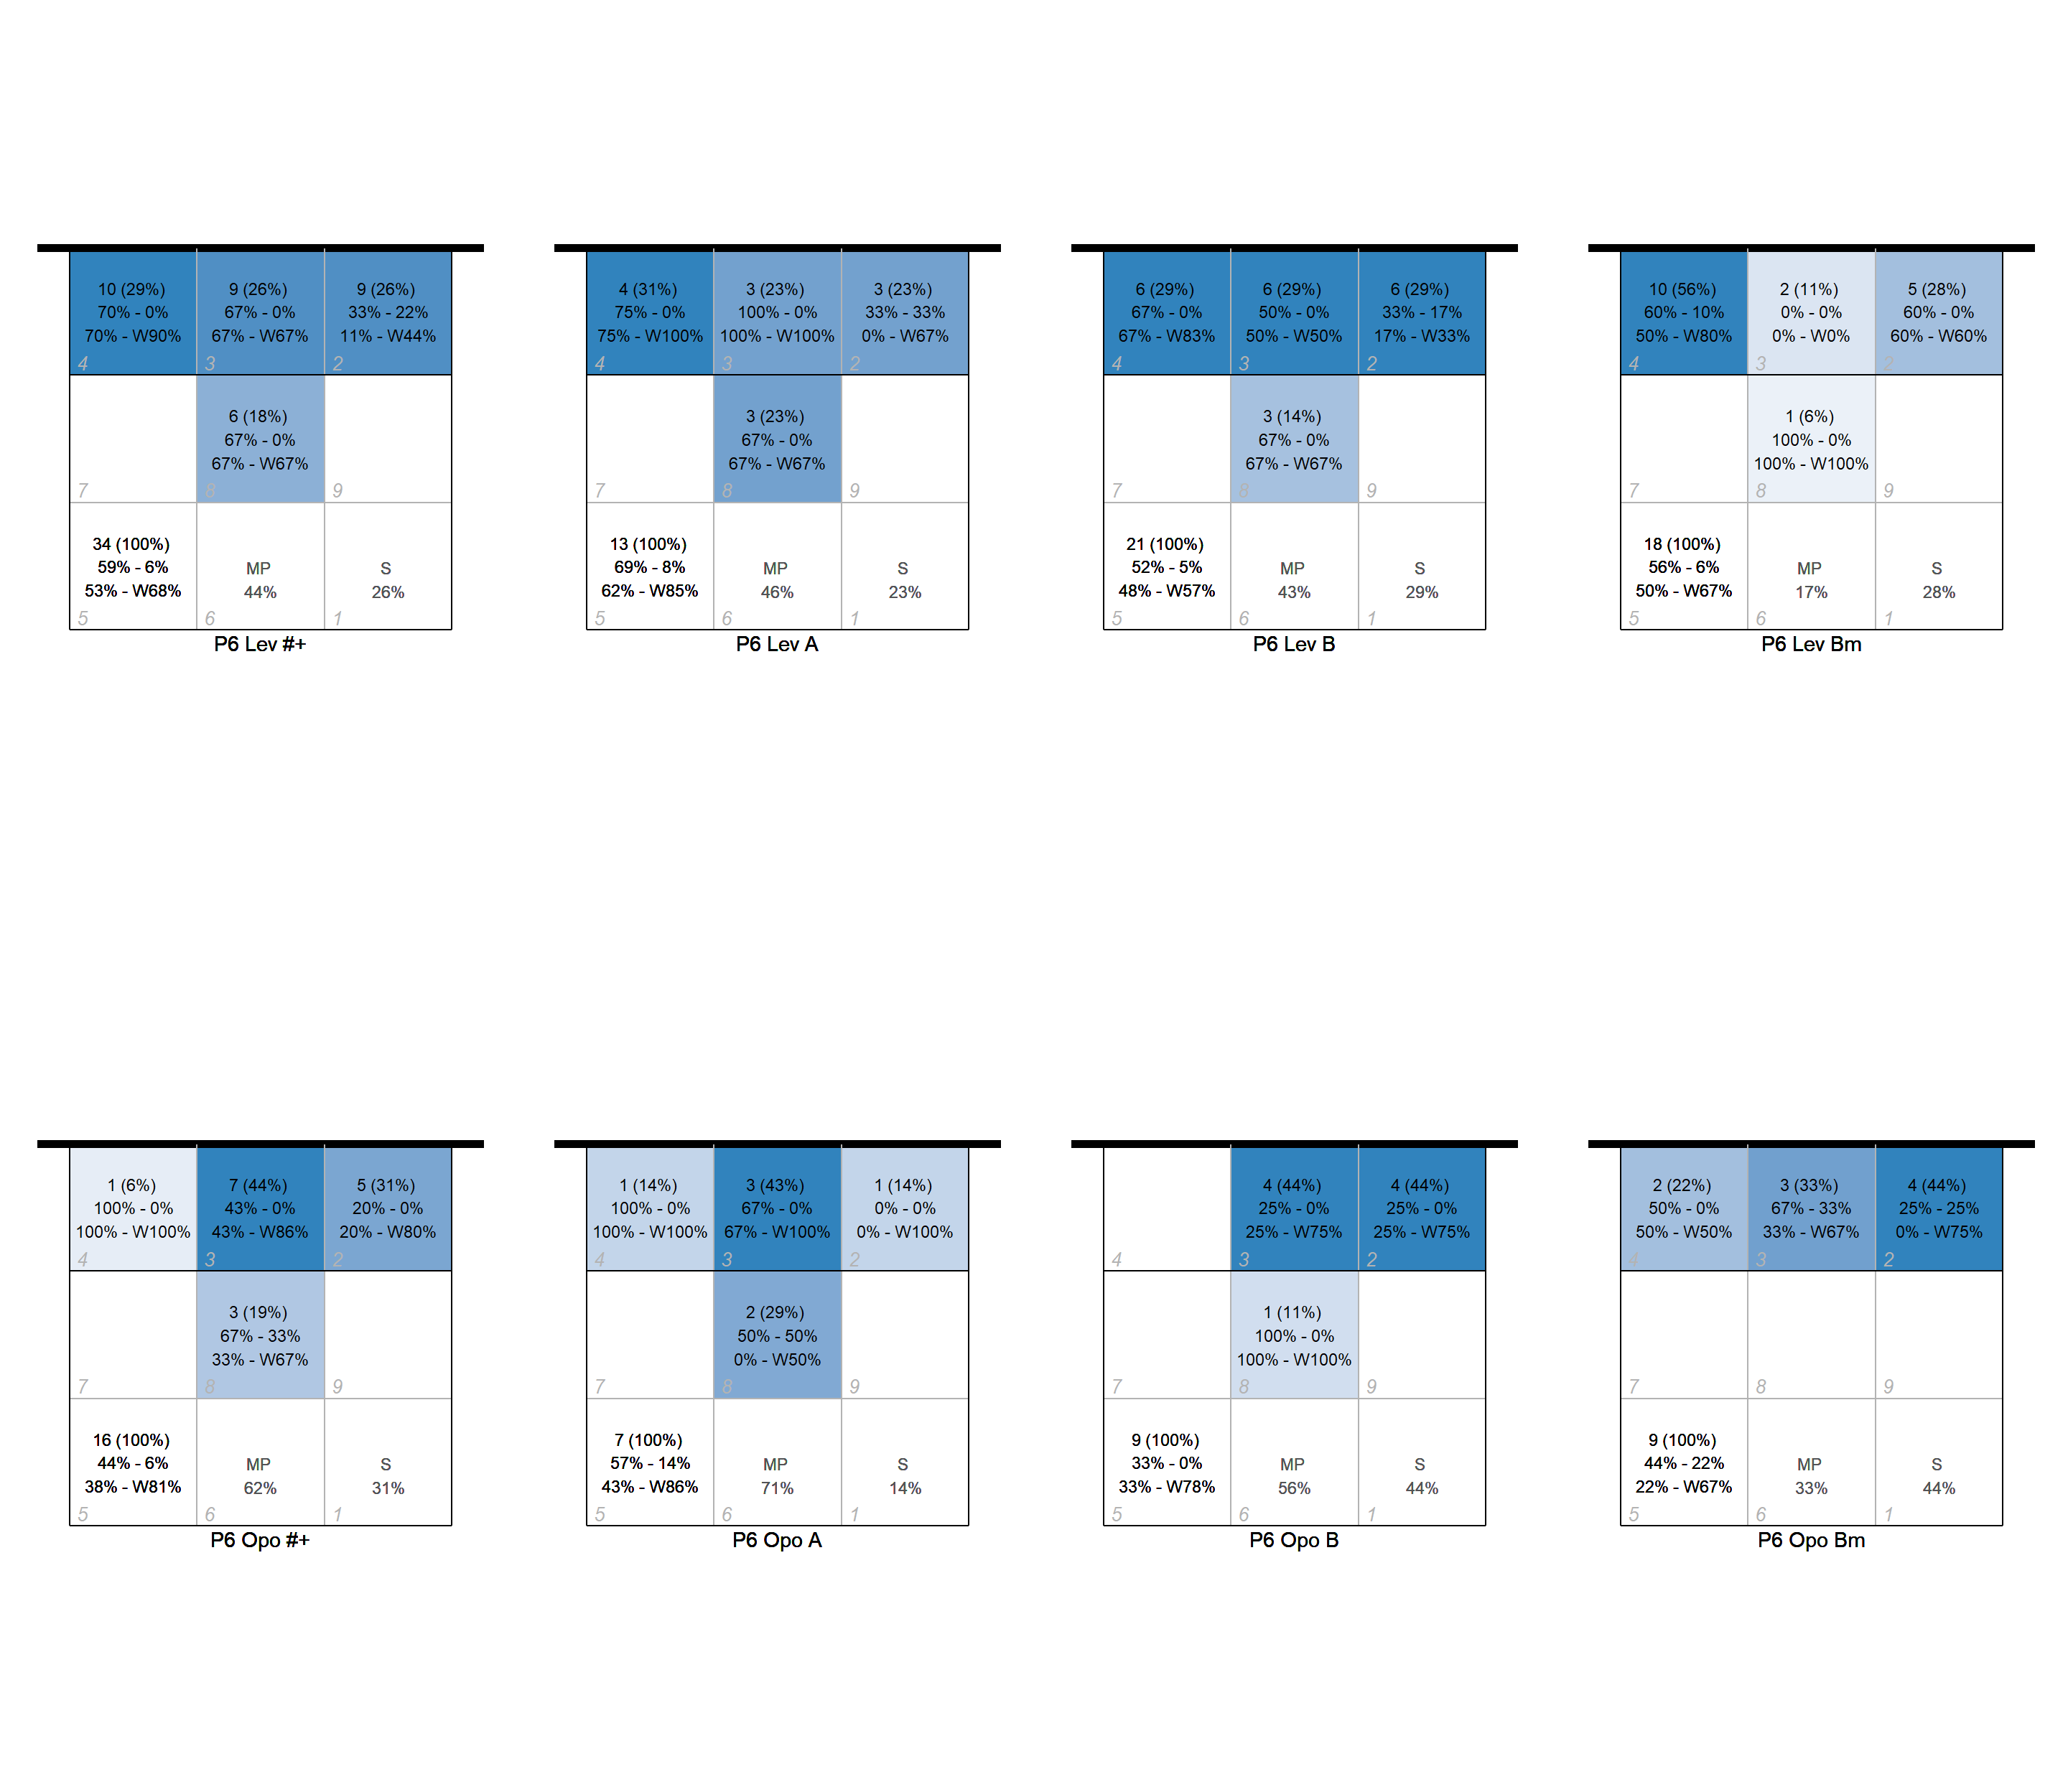 10 (29%)
70% - 0%
70% - W90%
4
9 (26%)
67% - 0%
67% - W67%
3
9 (26%)
33% - 22%
11% - W44%
2
7
6 (18%)
67% - 0%
67% - W67%
8
9
34 (100%)
59% - 6%
53% - W68%
5
MP
44%
6
S
26%
1
P6 Lev #+
4 (31%)
75% - 0%
75% - W100%
4
3 (23%)
100% - 0%
100% - W100%
3
3 (23%)
33% - 33%
0% - W67%
2
7
3 (23%)
67% - 0%
67% - W67%
8
9
13 (100%)
69% - 8%
62% - W85%
5
MP
46%
6
S
23%
1
P6 Lev A
6 (29%)
67% - 0%
67% - W83%
4
6 (29%)
50% - 0%
50% - W50%
3
6 (29%)
33% - 17%
17% - W33%
2
7
3 (14%)
67% - 0%
67% - W67%
8
9
21 (100%)
52% - 5%
48% - W57%
5
MP
43%
6
S
29%
1
P6 Lev B
10 (56%)
60% - 10%
50% - W80%
4
2 (11%)
0% - 0%
0% - W0%
3
5 (28%)
60% - 0%
60% - W60%
2
7
1 (6%)
100% - 0%
100% - W100%
8
9
18 (100%)
56% - 6%
50% - W67%
5
MP
17%
6
S
28%
1
P6 Lev Bm
1 (6%)
100% - 0%
100% - W100%
4
7 (44%)
43% - 0%
43% - W86%
3
5 (31%)
20% - 0%
20% - W80%
2
7
3 (19%)
67% - 33%
33% - W67%
8
9
16 (100%)
44% - 6%
38% - W81%
5
MP
62%
6
S
31%
1
P6 Opo #+
1 (14%)
100% - 0%
100% - W100%
4
3 (43%)
67% - 0%
67% - W100%
3
1 (14%)
0% - 0%
0% - W100%
2
7
2 (29%)
50% - 50%
0% - W50%
8
9
7 (100%)
57% - 14%
43% - W86%
5
MP
71%
6
S
14%
1
P6 Opo A
4
4 (44%)
25% - 0%
25% - W75%
3
4 (44%)
25% - 0%
25% - W75%
2
7
1 (11%)
100% - 0%
100% - W100%
8
9
9 (100%)
33% - 0%
33% - W78%
5
MP
56%
6
S
44%
1
P6 Opo B
2 (22%)
50% - 0%
50% - W50%
4
3 (33%)
67% - 33%
33% - W67%
3
4 (44%)
25% - 25%
0% - W75%
2
7
8
9
9 (100%)
44% - 22%
22% - W67%
5
MP
33%
6
S
44%
1
P6 Opo Bm